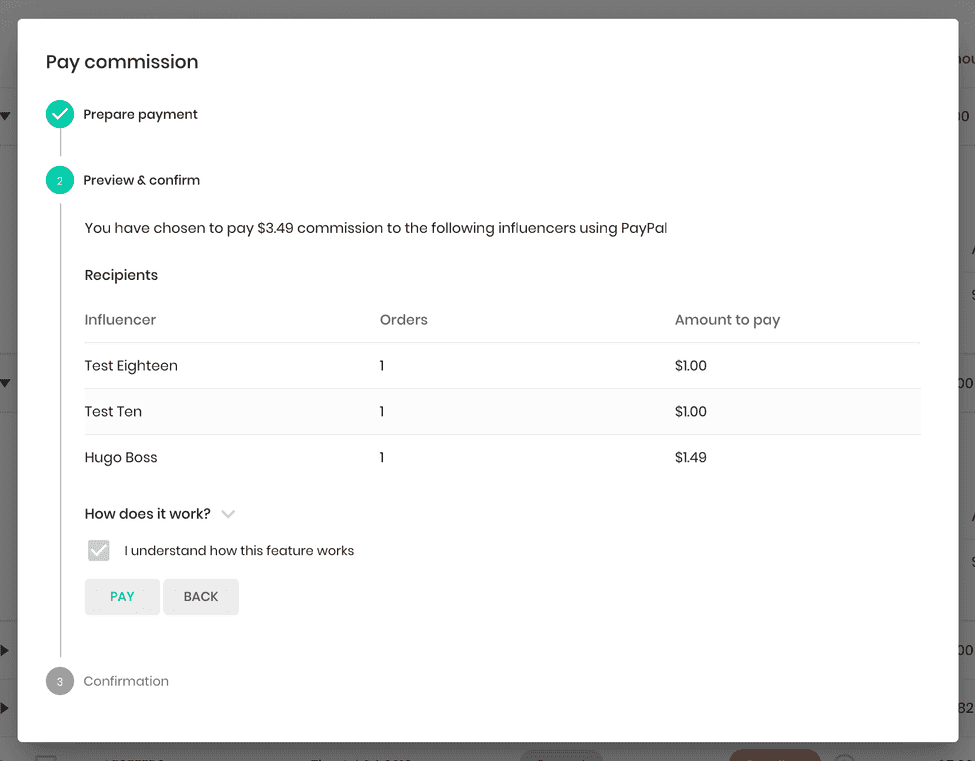 Pay commission
Prepare payment
2 Preview & confirm
You have chosen to pay $3.49 commission to the following influencers using PayPal
Recipients
Influencer Orders Amount to pay
Test Eighteen 1 $1.00
Test Ten 1 $1.00
Hugo Boss 1 $1.49
How does it work?
I understand how this feature works
PAY BACK
3 Confirmation